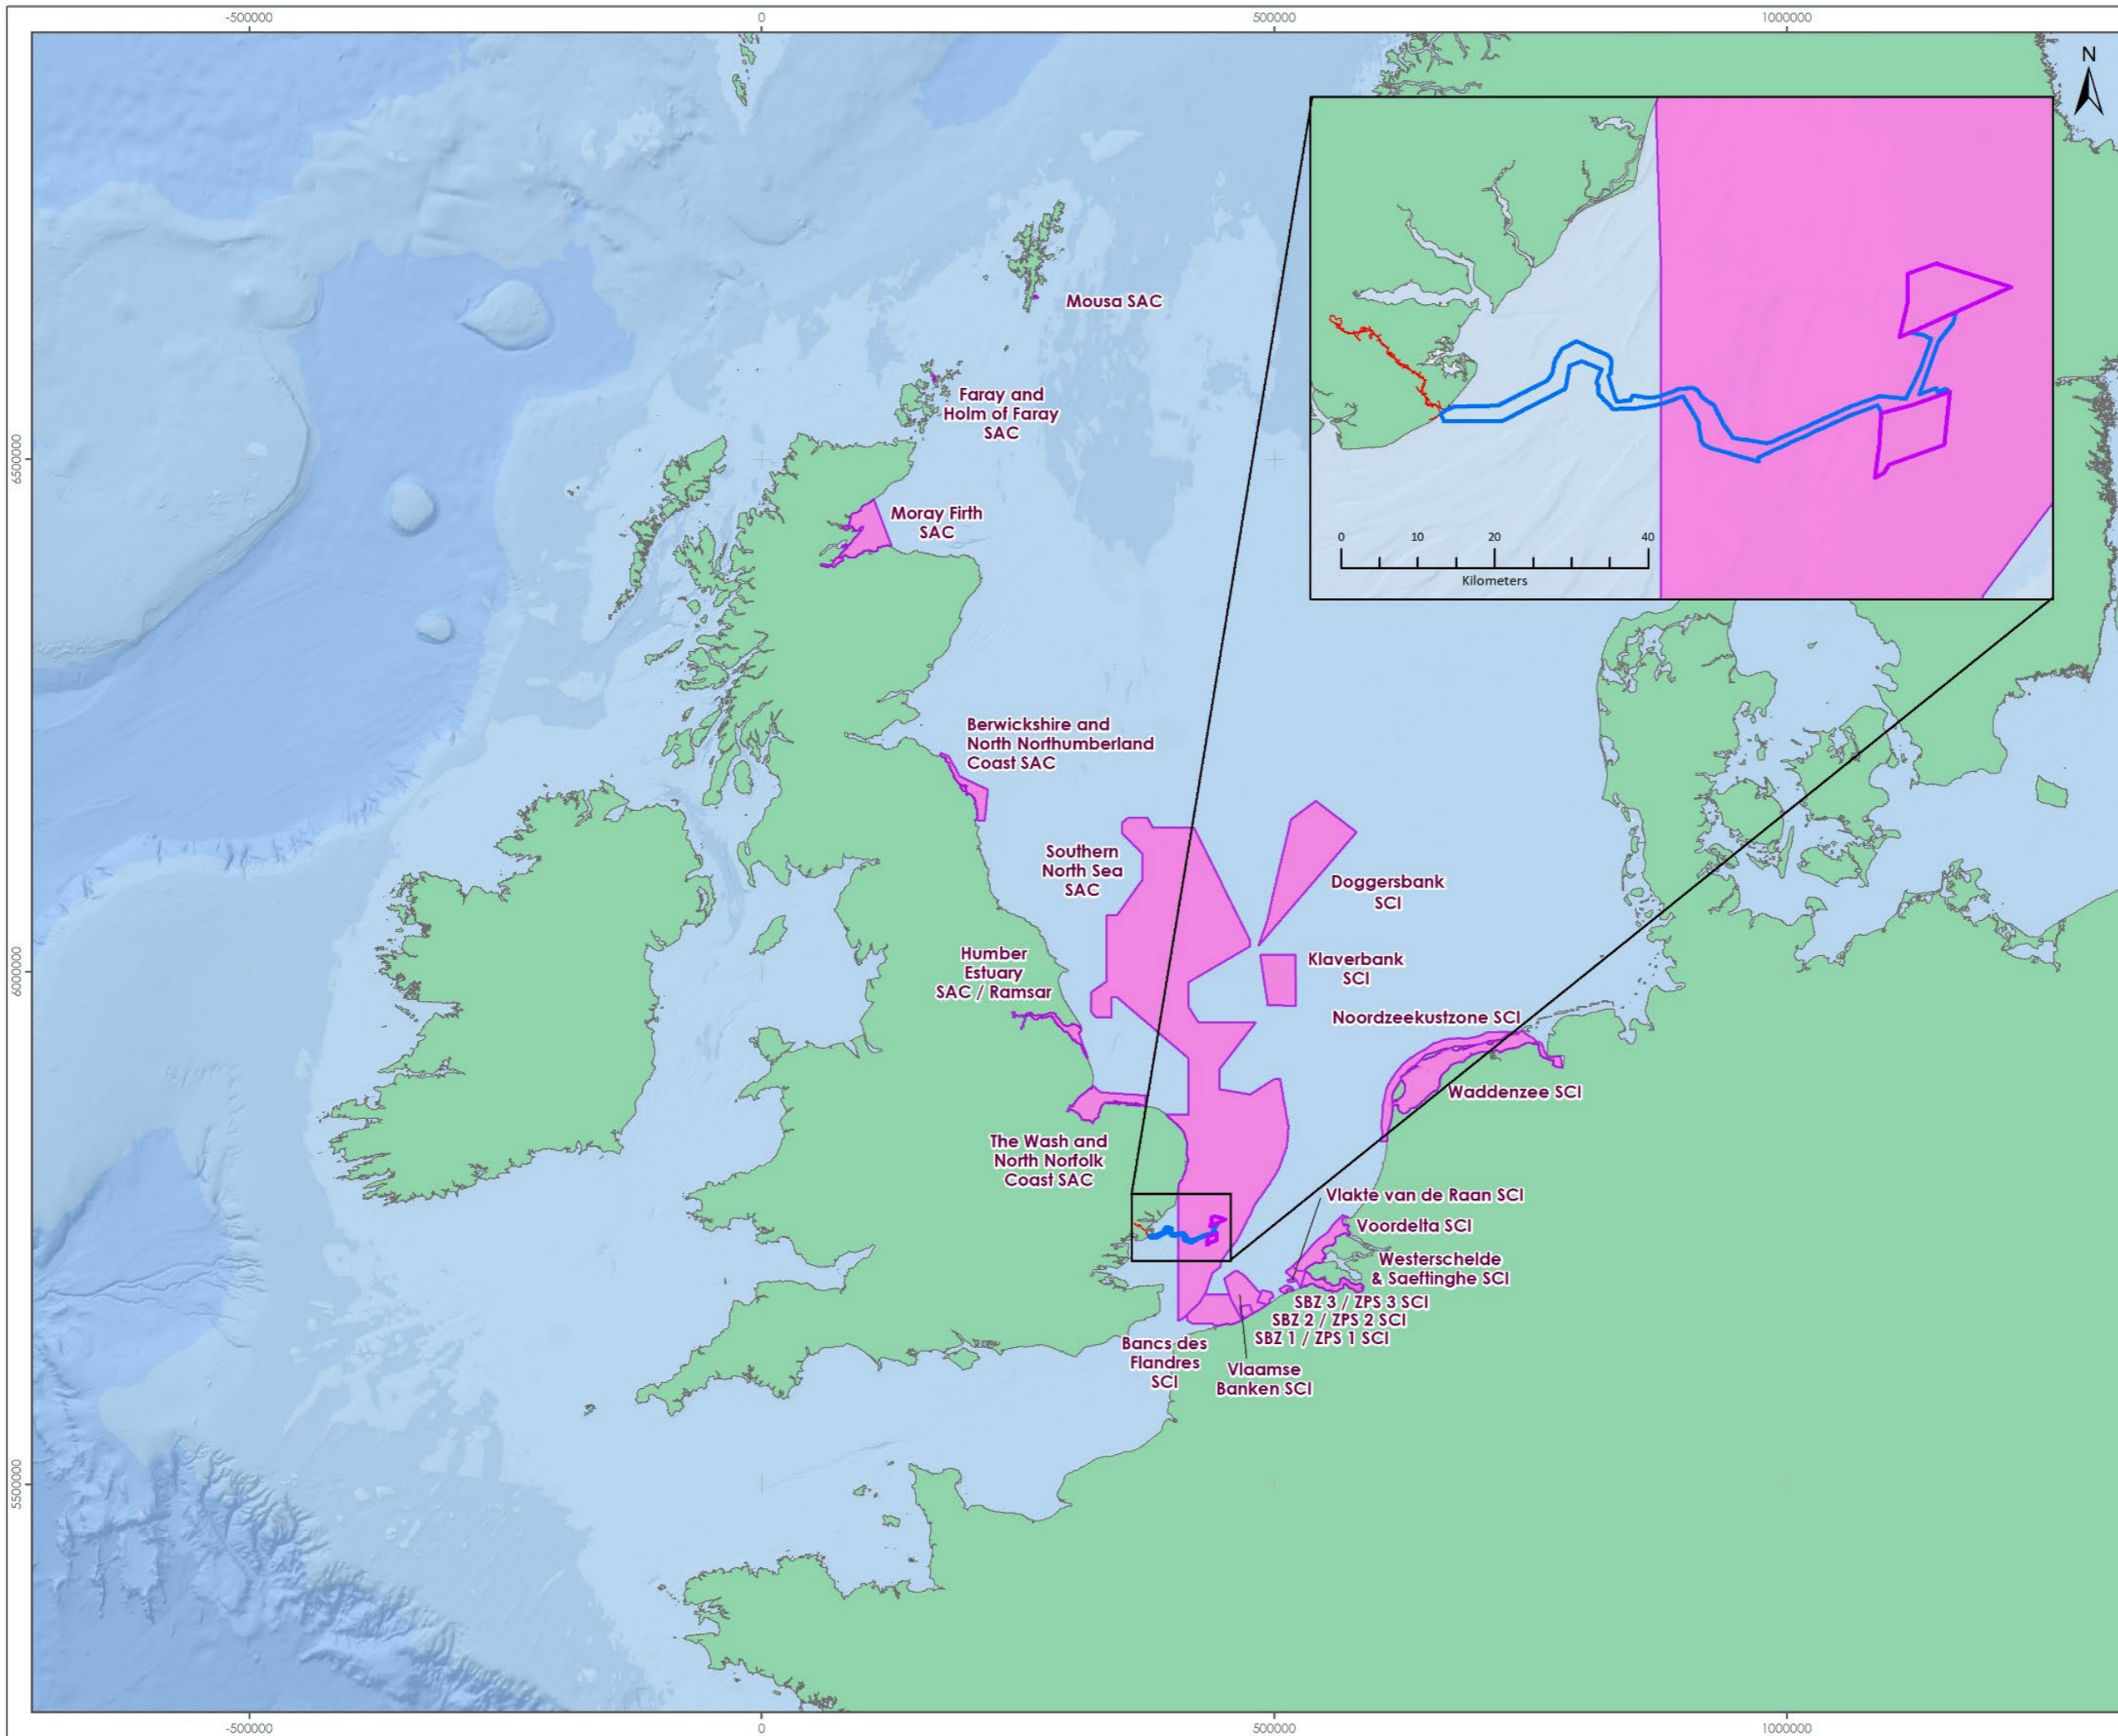 -500000
0
500000
1000000
N
0
10
20
40
Kilometers
6500000
6000000
5500000
Mousa SAC
Faray and
Holm of Faray
SAC
Moray Firth
SAC
Berwickshire and
North Northumberland
Coast SAC
Southern
North Sea
SAC
Doggersbank
SCI
Klaverbank
SCI
Humber
Estuary
SAC / Ramsar
Noordzeekustzone SCI
Waddenzee SCI
The Wash and
North Norfolk
Coast SAC
Vlakte van de Raan SCI
Voordelta SCI
Westerschelde
& Saeftinghe SCI
SBZ 3 / ZPS 3 SCI
SBZ 2 / ZPS 2 SCI
SBZ 1 / ZPS 1 SCI
Bancs des
Flandres
SCI
Vlaamse
Banken SCI
-500000
0
500000
1000000